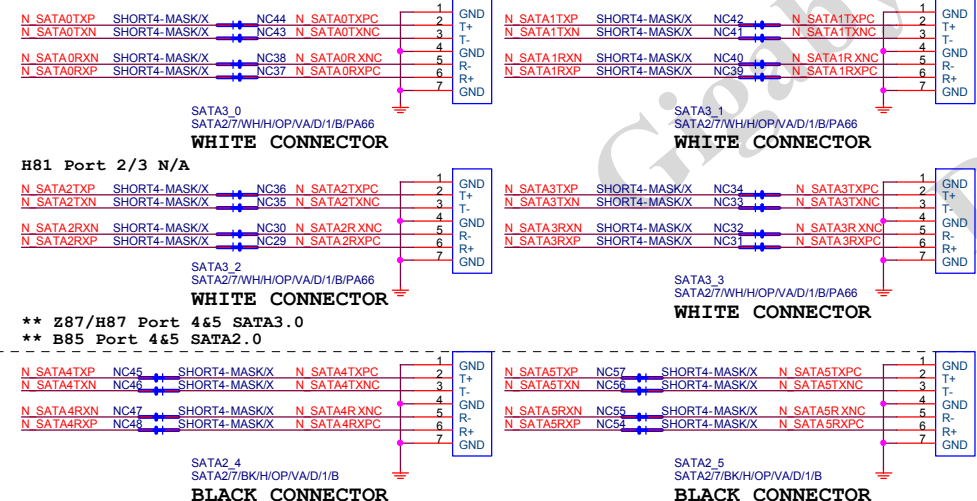 1 GND
N_SATA0TXP SHORT4-MASK/X NC44 N_SATA0TXPC 2 T+
N_SATA0TXN SHORT4-MASK/X NC43 N_SATA0TXNC 3 T-
4 GND
N_SATA0RXN SHORT4-MASK/X NC38 N_SATA0RXNC 5 R-
N_SATA0RXP SHORT4-MASK/X NC37 N_SATA0RXPC 6 R+
7 GND
SATA3_0
SATA2/7/WH/H/OP/VA/D/1/B/PA66
WHITE CONNECTOR
1 GND
N_SATA1TXP SHORT4-MASK/X NC42 N_SATA1TXPC 2 T+
N_SATA1TXN SHORT4-MASK/X NC41 N_SATA1TXNC 3 T-
4 GND
N_SATA1RXN SHORT4-MASK/X NC40 N_SATA1RXNC 5 R-
N_SATA1RXP SHORT4-MASK/X NC39 N_SATA1RXPC 6 R+
7 GND
SATA3_1
SATA2/7/WH/H/OP/VA/D/1/B/PA66
WHITE CONNECTOR
H81 Port 2/3 N/A
1 GND
N_SATA2TXP SHORT4-MASK/X NC36 N_SATA2TXPC 2 T+
N_SATA2TXN SHORT4-MASK/X NC35 N_SATA2TXNC 3 T-
4 GND
N_SATA2RXN SHORT4-MASK/X NC30 N_SATA2RXNC 5 R-
N_SATA2RXP SHORT4-MASK/X NC29 N_SATA2RXPC 6 R+
7 GND
SATA3_2
SATA2/7/WH/H/OP/VA/D/1/B/PA66
WHITE CONNECTOR
1 GND
N_SATA3TXP SHORT4-MASK/X NC34 N_SATA3TXPC 2 T+
N_SATA3TXN SHORT4-MASK/X NC33 N_SATA3TXNC 3 T-
4 GND
N_SATA3RXN SHORT4-MASK/X NC32 N_SATA3RXNC 5 R-
N_SATA3RXP SHORT4-MASK/X NC31 N_SATA3RXPC 6 R+
7 GND
SATA3_3
SATA2/7/WH/H/OP/VA/D/1/B/PA66
WHITE CONNECTOR
** Z87/H87 Port 4&5 SATA3.0
** B85 Port 4&5 SATA2.0
1 GND
N_SATA4TXP NC45 SHORT4-MASK/X N_SATA4TXPC 2 T+
N_SATA4TXN NC46 SHORT4-MASK/X N_SATA4TXNC 3 T-
4 GND
N_SATA4RXN NC47 SHORT4-MASK/X N_SATA4RXNC 5 R-
N_SATA4RXP NC48 SHORT4-MASK/X N_SATA4RXPC 6 R+
7 GND
SATA2_4
SATA2/7/BK/H/OP/VA/D/1/B
BLACK CONNECTOR
1 GND
N_SATA5TXP NC57 SHORT4-MASK/X N_SATA5TXPC 2 T+
N_SATA5TXN NC56 SHORT4-MASK/X N_SATA5TXNC 3 T-
4 GND
N_SATA5RXN NC55 SHORT4-MASK/X N_SATA5RXNC 5 R-
N_SATA5RXP NC54 SHORT4-MASK/X N_SATA5RXPC 6 R+
7 GND
SATA2_5
SATA2/7/BK/H/OP/VA/D/1/B
BLACK CONNECTOR